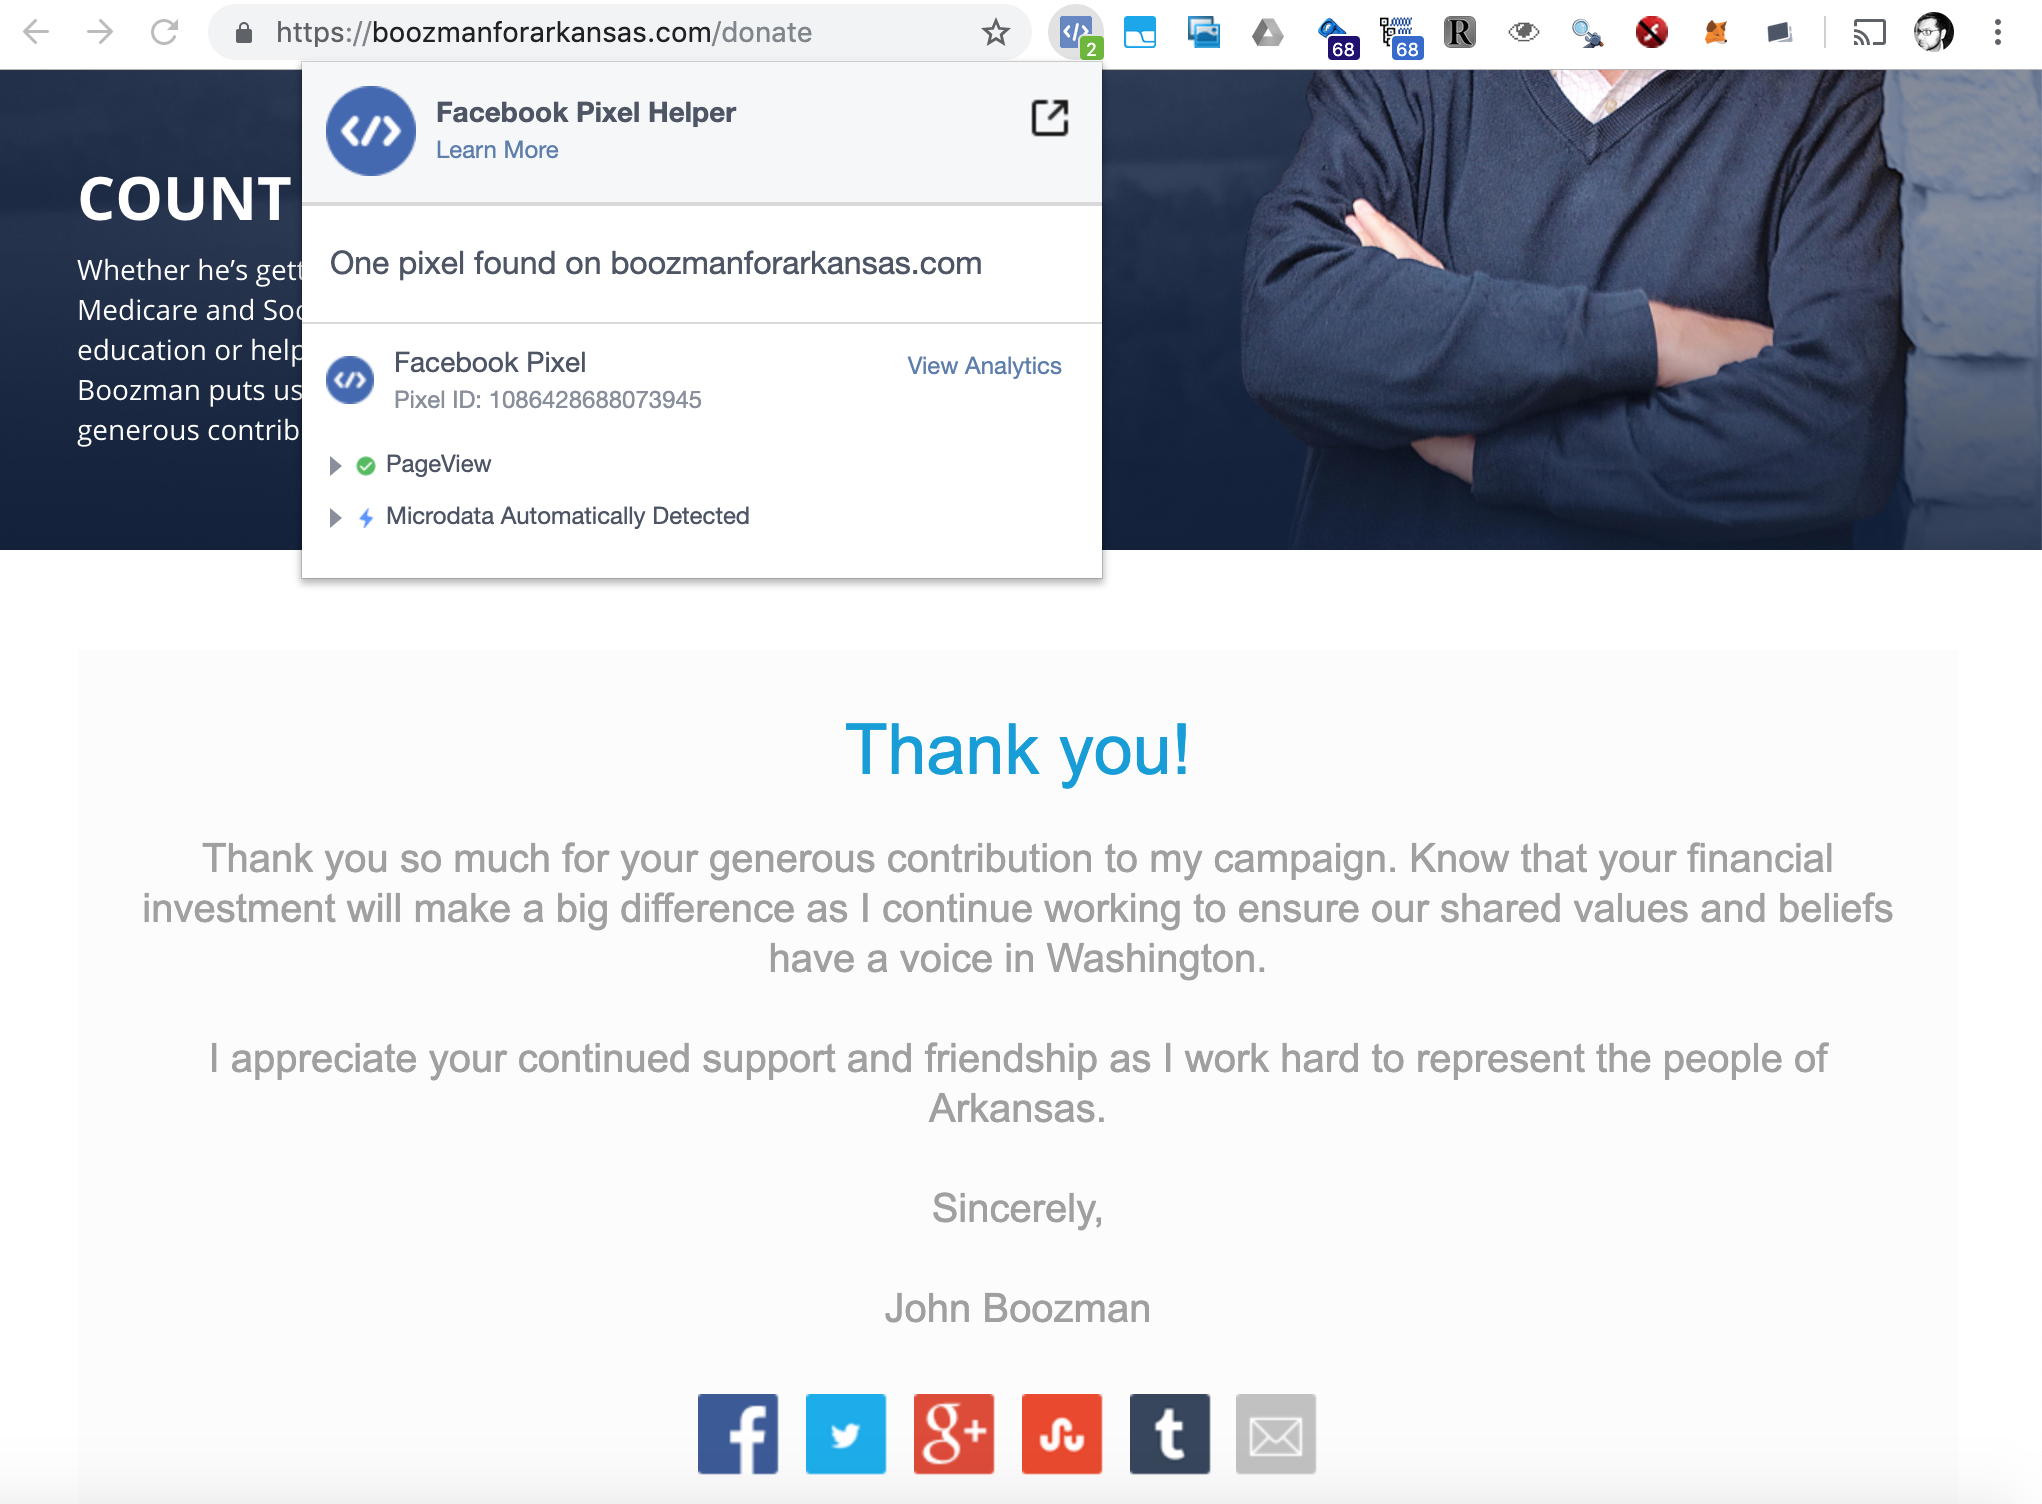 https://boozmanforarkansas.com/donate
2
68
68
R
Facebook Pixel Helper
Learn More
COUNT
One pixel found on boozmanforarkansas.com
Whether he's gett
Medicare and Soc
education or help
Boozman puts us
generous contrib
Facebook Pixel
View Analytics
Pixel ID: 1086428688073945
PageView
Microdata Automatically Detected
Thank you!
Thank you so much for your generous contribution to my campaign. Know that your financial
investment will make a big difference as I continue working to ensure our shared values and beliefs
have a voice in Washington.
I appreciate your continued support and friendship as I work hard to represent the people of
Arkansas.
Sincerely,
John Boozman
f
g+
t